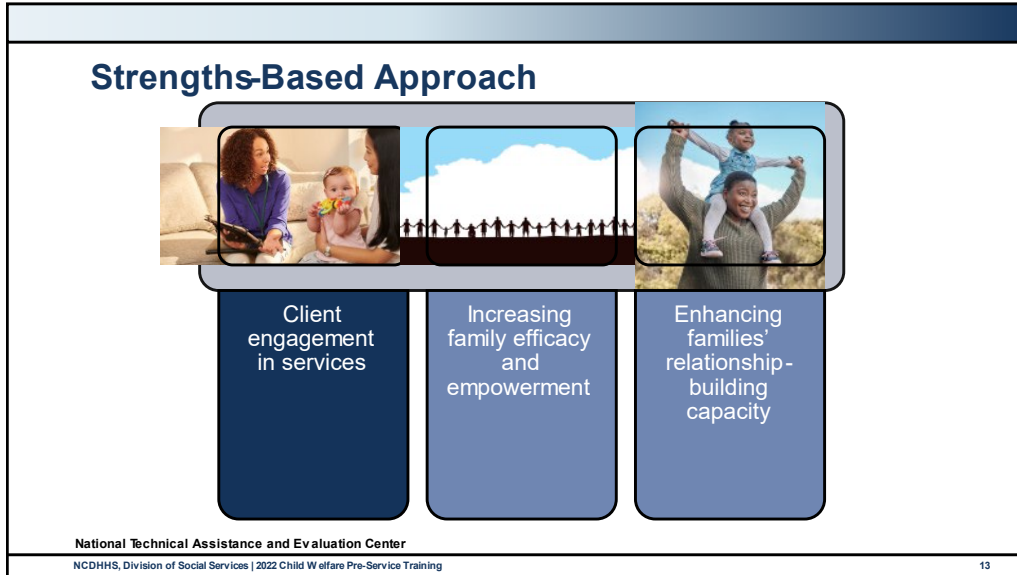 Strengths-Based Approach
Client
engagement
in services
Increasing
family efficacy
and
empowerment
Enhancing
families’
relationship-
building
capacity
National Technical Assistance and Evaluation Center
NCDHHS, Division of Social Services | 2022 Child Welfare Pre-Service Training
13